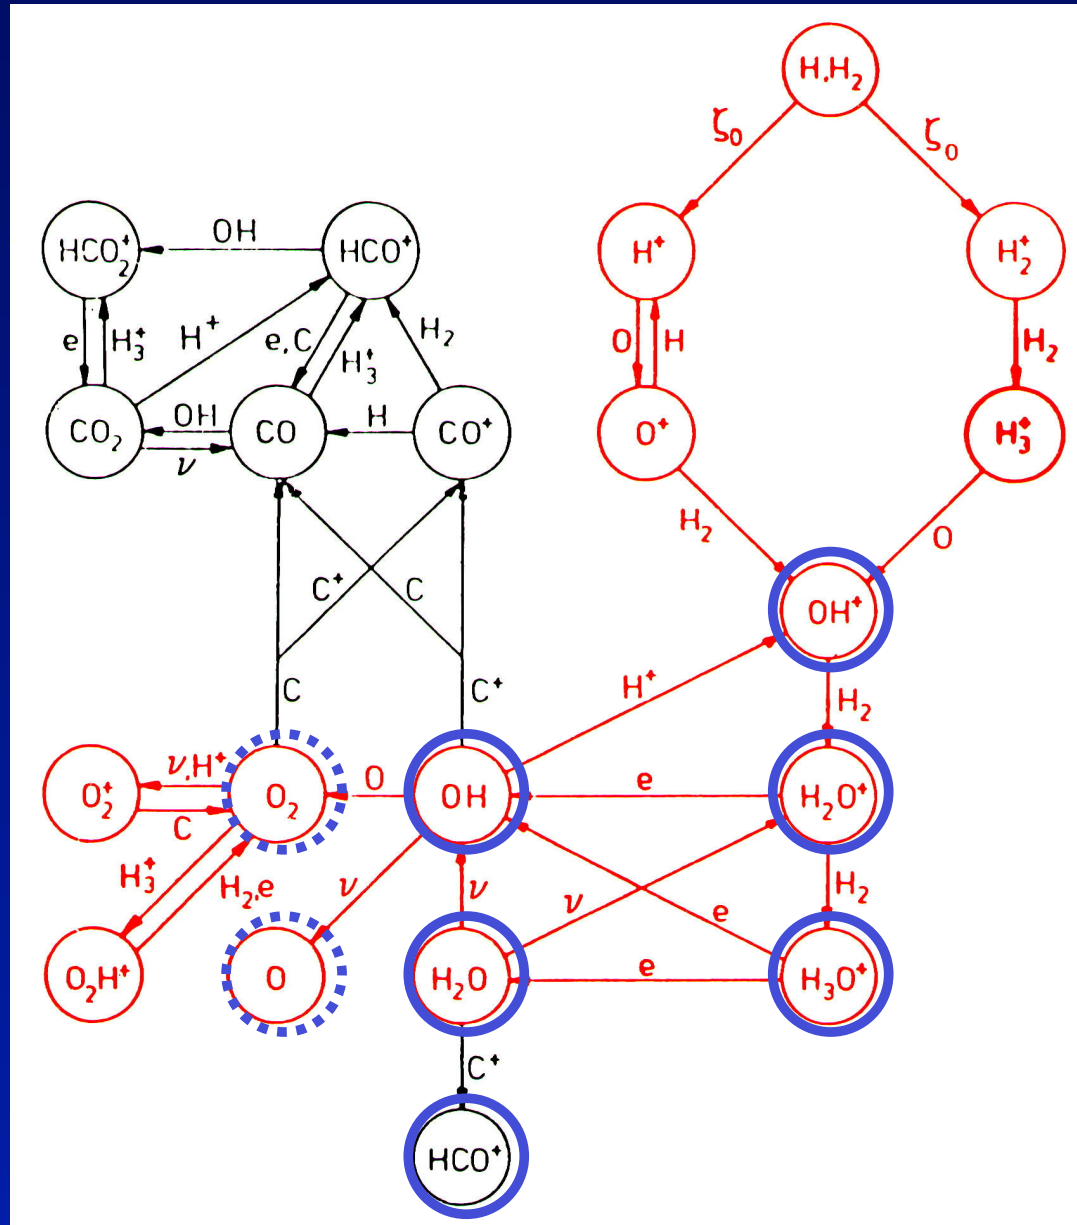 H,H₂
ζ₀ ζ₀
HCO₂⁺ OH HCO⁺ H⁺ H₂⁺
e H₃⁺ H⁺ e,C H₃⁺ H₂ O H H₂
CO₂ OH CO H CO⁺ O⁺ H₃⁺
ν
H₂ O
C⁺ C OH⁺
C C⁺ H⁺ H₂
O₂⁺ ν,H⁺ O₂ O OH e H₂O⁺
C
H₃⁺ H₂,e ν ν ν e H₂
O₂H⁺ O H₂O e H₃O⁺
C⁺
HCO⁺